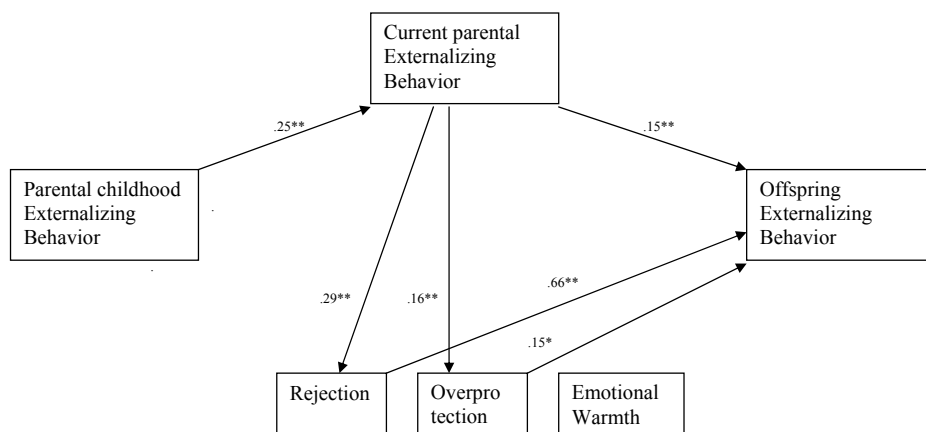 Current parental
Externalizing
Behavior
.25**
.15**
Parental childhood
Externalizing
Behavior
Offspring
Externalizing
Behavior
.29**
.16**
.66**
.15*
Rejection
Overpro
tection
Emotional
Warmth